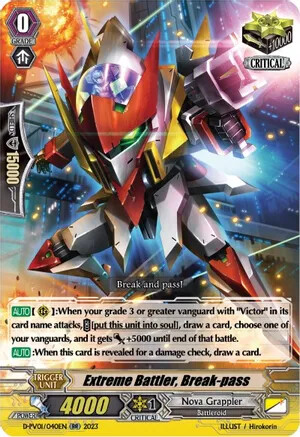 0
GRADE
+10000
CRITICAL
SHIELD
15000
Break and pass!
AUTO [ ]:When your grade 3 or greater vanguard with "Victor" in its
card name attacks, [put this unit into soul], draw a card, choose one of
your vanguards, and it gets +5000 until end of that battle.
AUTO:When this card is revealed for a damage check, draw a card.
TRIGGER
UNIT
Extreme Battler, Break-pass
POWER
4000
1
CRITICAL
Nova Grappler
Battleroid
D-PV01/040EN RR 2023
ILLUST / Hirokorin